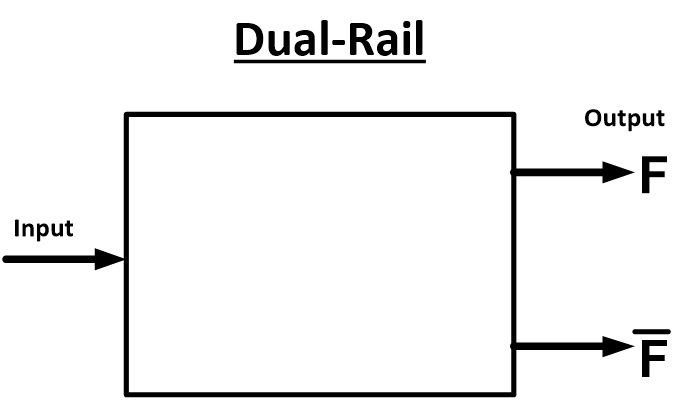 Dual-Rail
Output
F
Input
F̅